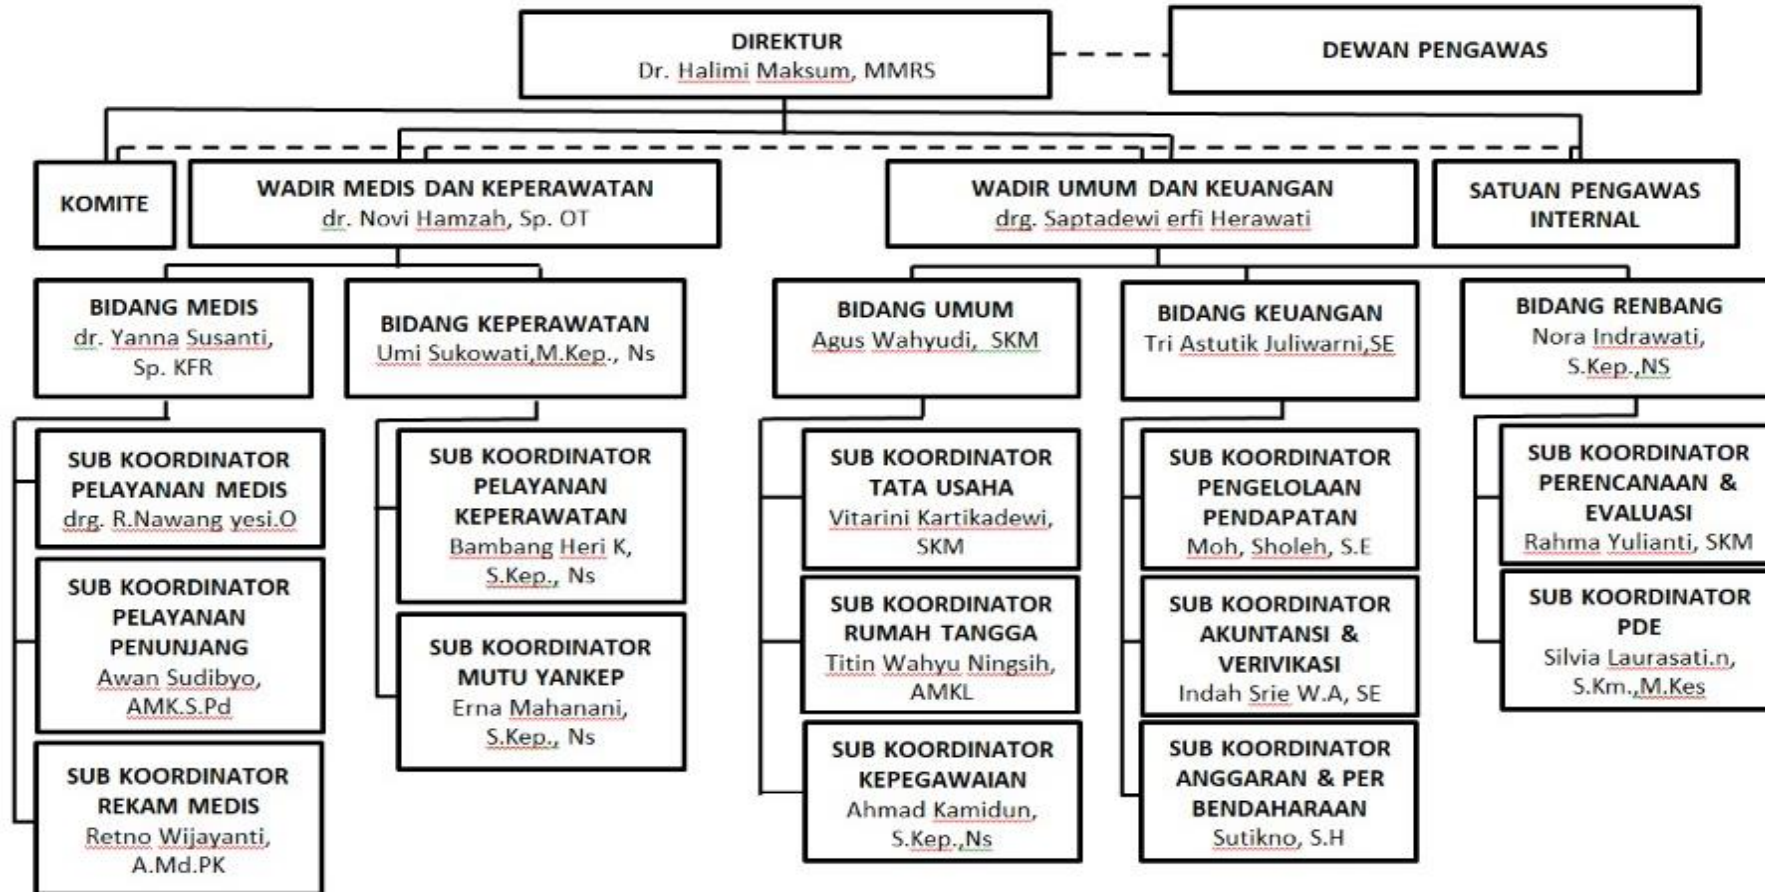 DIREKTUR
Dr. Halimi Maksum, MMRS
DEWAN PENGAWAS
KOMITE
WADIR MEDIS DAN KEPERAWATAN
dr. Novi Hamzah, Sp. OT
WADIR UMUM DAN KEUANGAN
drg. Saptadewi erfi Herawati
SATUAN PENGAWAS
INTERNAL
BIDANG MEDIS
dr. Yanna Susanti,
Sp. KFR
BIDANG KEPERAWATAN
Umi Sukowati,M.Kep., Ns
BIDANG UMUM
Agus Wahyudi, SKM
BIDANG KEUANGAN
Tri Astutik Juliwarni,SE
BIDANG RENBANG
Nora Indrawati,
S.Kep.,NS
SUB KOORDINATOR
PELAYANAN MEDIS
drg. R.Nawang yesi.O
SUB KOORDINATOR
PELAYANAN
PENUNJANG
Awan Sudibyo,
AMK.S.Pd
SUB KOORDINATOR
REKAM MEDIS
Retno Wijayanti,
A.Md.PK
SUB KOORDINATOR
PELAYANAN
KEPERAWATAN
Bambang Heri K,
S.Kep., Ns
SUB KOORDINATOR
MUTU YANKEP
Erna Mahanani,
S.Kep., Ns
SUB KOORDINATOR
TATA USAHA
Vitarini Kartikadewi,
SKM
SUB KOORDINATOR
RUMAH TANGGA
Titin Wahyu Ningsih,
AMKL
SUB KOORDINATOR
KEPEGAWAIAN
Ahmad Kamidun,
S.Kep.,Ns
SUB KOORDINATOR
PENGELOLAAN
PENDAPATAN
Moh, Sholeh, S.E
SUB KOORDINATOR
AKUNTANSI &
VERIVIKASI
Indah Srie W.A, SE
SUB KOORDINATOR
ANGGARAN & PER
BENDAHARAAN
Sutikno, S.H
SUB KOORDINATOR
PERENCANAAN &
EVALUASI
Rahma Yulianti, SKM
SUB KOORDINATOR
PDE
Silvia Laurasati.n,
S.Km.,M.Kes